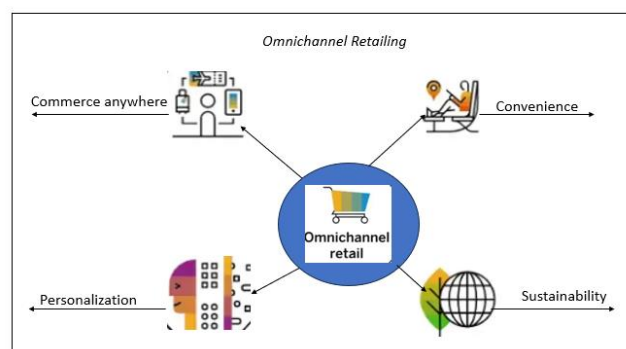 Omnichannel Retailing
Commerce anywhere
Convenience
Omnichannel
retail
Personalization
Sustainability